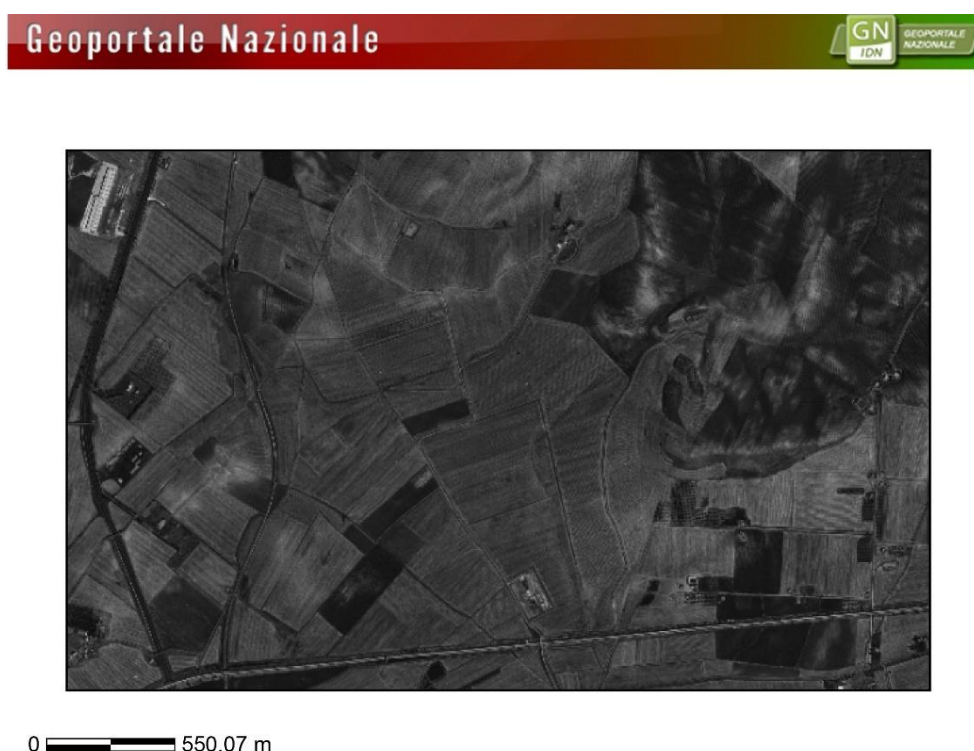 Geoportale Nazionale
GN
IDN
GEOPORTALE
NAZIONALE
0 550.07 m